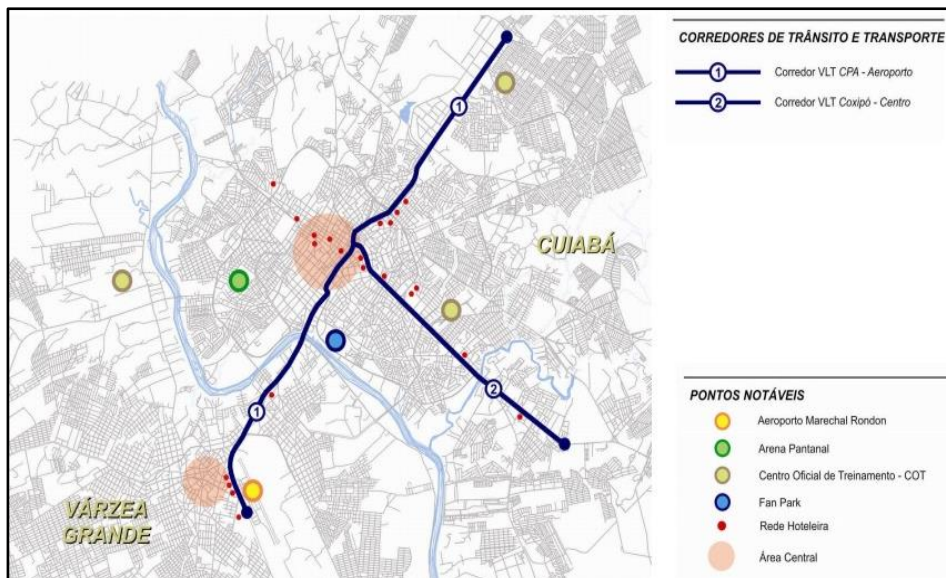 CORREDORES DE TRÂNSITO E TRANSPORTE
1 Corredor VLT CPA - Aeroporto
2 Corredor VLT Coxipó - Centro
1
CUIABÁ
2
1
VÁRZEA
GRANDE
PONTOS NOTÁVEIS
Aeroporto Marechal Rondon
Arena Pantanal
Centro Oficial de Treinamento - COT
Fan Park
Rede Hoteleira
Área Central